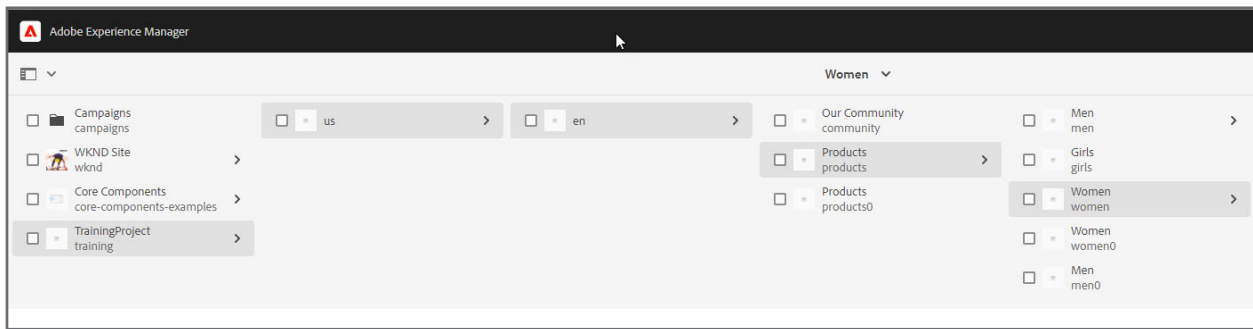 Adobe Experience Manager
Women
Campaigns
campaigns
WKND Site
wknd
Core Components
core-components-examples
TrainingProject
training
us
en
Our Community
community
Products
products
Products
products0
Men
men
Girls
girls
Women
women
Women
women0
Men
men0